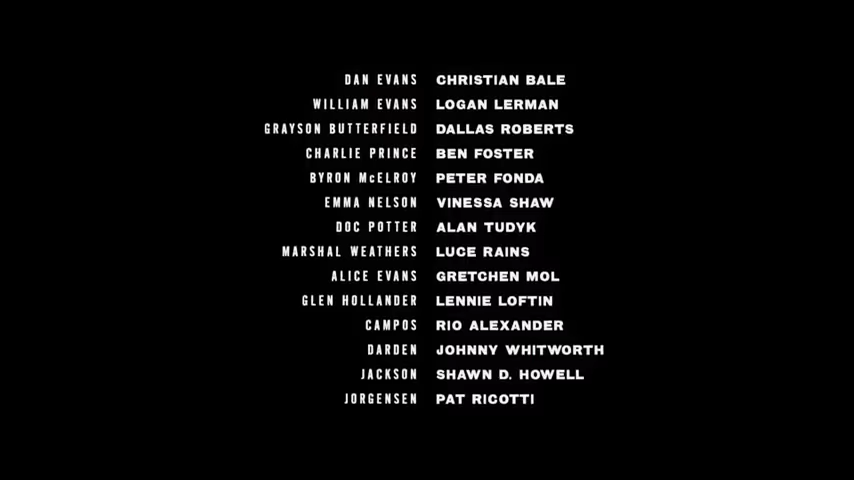 DAN EVANS CHRISTIAN BALE
WILLIAM EVANS LOGAN LERMAN
GRAYSON BUTTERFIELD DALLAS ROBERTS
CHARLIE PRINCE BEN FOSTER
BYRON McELROY PETER FONDA
EMMA NELSON VINESSA SHAW
DOC POTTER ALAN TUDYK
MARSHAL WEATHERS LUCE RAINS
ALICE EVANS GRETCHEN MOL
GLEN HOLLANDER LENNIE LOFTIN
CAMPOS RIO ALEXANDER
DARDEN JOHNNY WHITWORTH
JACKSON SHAWN D. HOWELL
JORGENSEN PAT RICOTTI